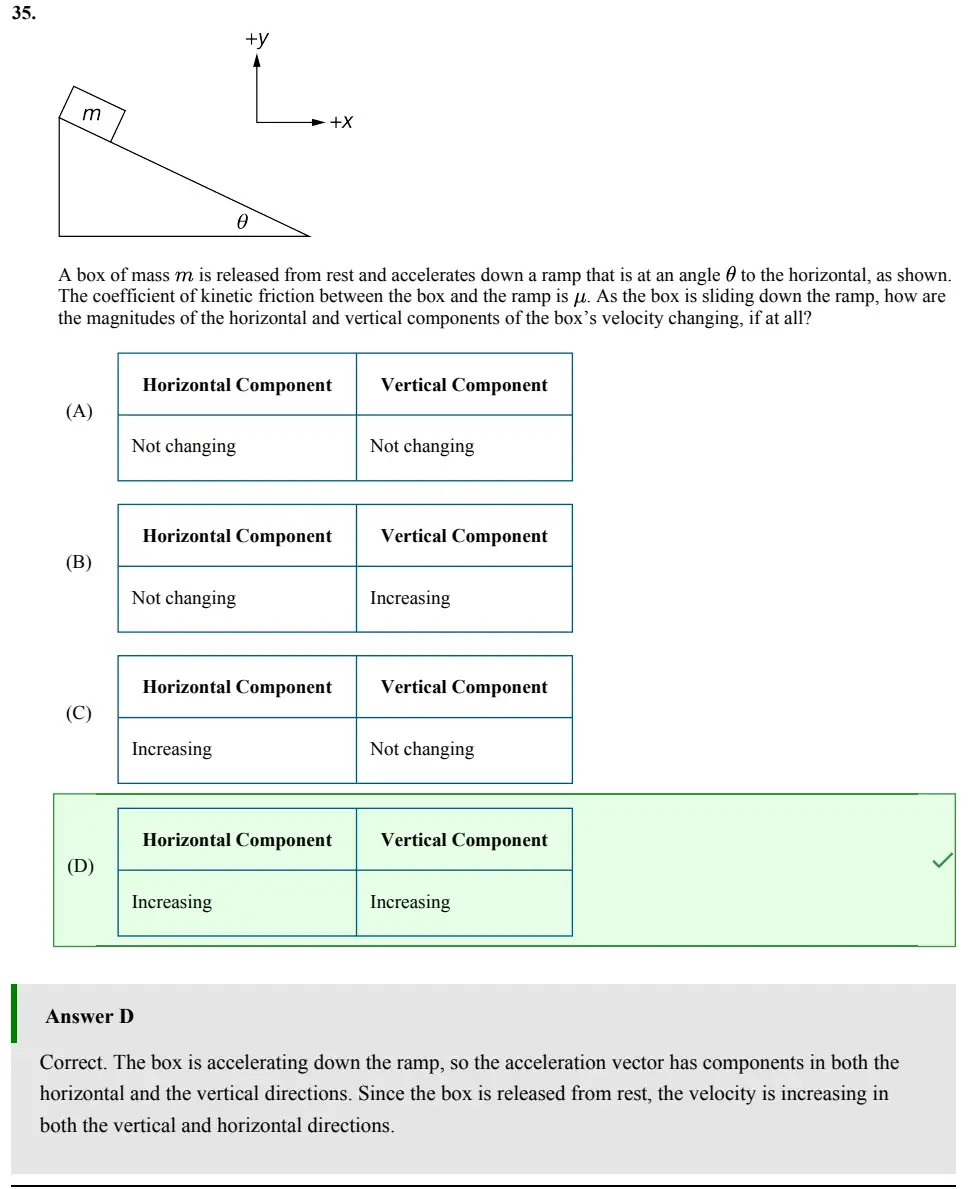 35.
+y
m
+x
θ
A box of mass m is released from rest and accelerates down a ramp that is at an angle θ to the horizontal, as shown.
The coefficient of kinetic friction between the box and the ramp is μ. As the box is sliding down the ramp, how are
the magnitudes of the horizontal and vertical components of the box’s velocity changing, if at all?
(A)
Horizontal Component Vertical Component
Not changing Not changing
(B)
Horizontal Component Vertical Component
Not changing Increasing
(C)
Horizontal Component Vertical Component
Increasing Not changing
(D)
Horizontal Component Vertical Component
Increasing Increasing
Answer D
Correct. The box is accelerating down the ramp, so the acceleration vector has components in both the
horizontal and the vertical directions. Since the box is released from rest, the velocity is increasing in
both the vertical and horizontal directions.